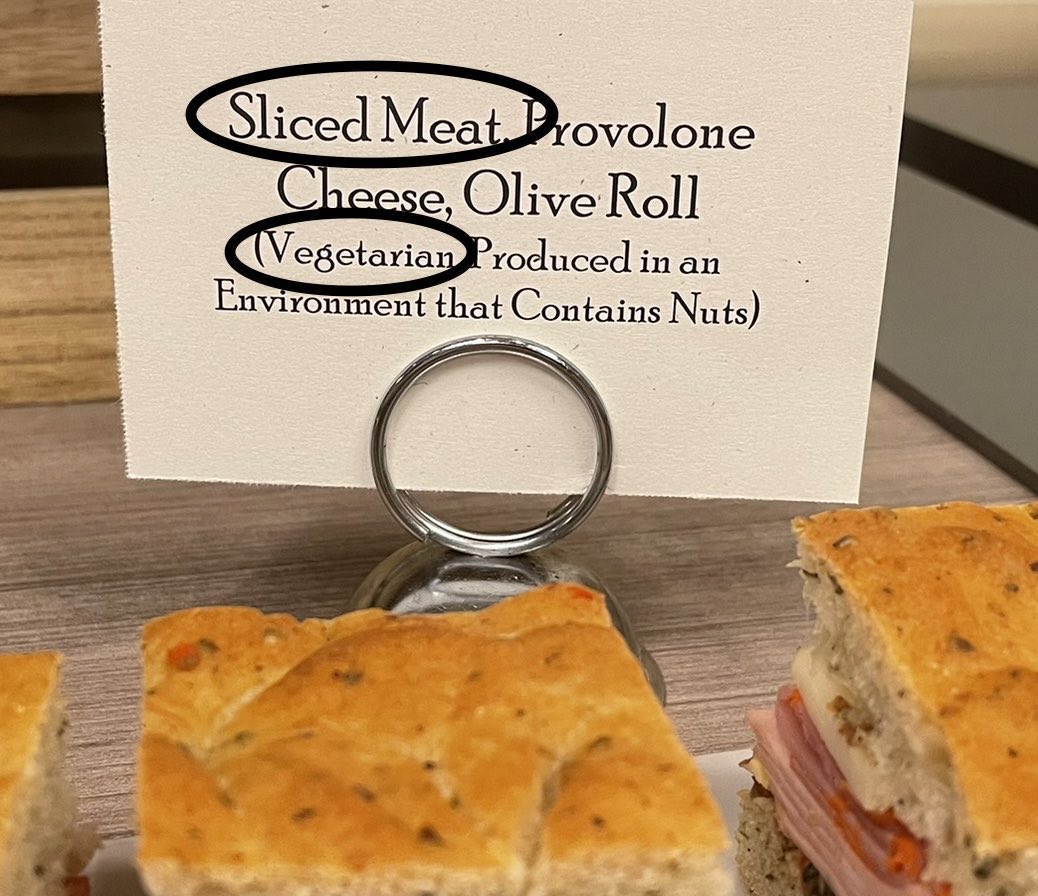 Sliced Meat, Provolone
Cheese, Olive Roll
(Vegetarian Produced in an
Environment that Contains Nuts)